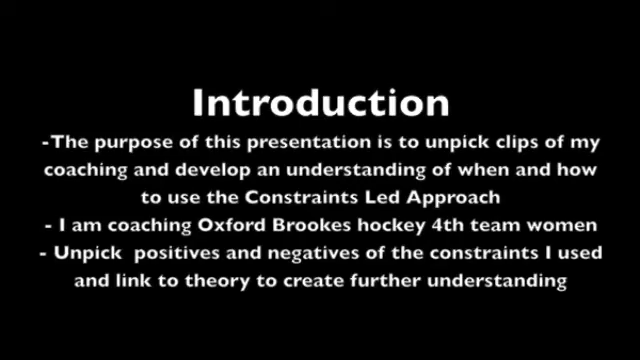 Introduction
-The purpose of this presentation is to unpick clips of my
coaching and develop an understanding of when and how
to use the Constraints Led Approach
- I am coaching Oxford Brookes hockey 4th team women
- Unpick  positives and negatives of the constraints I used
and link to theory to create further understanding